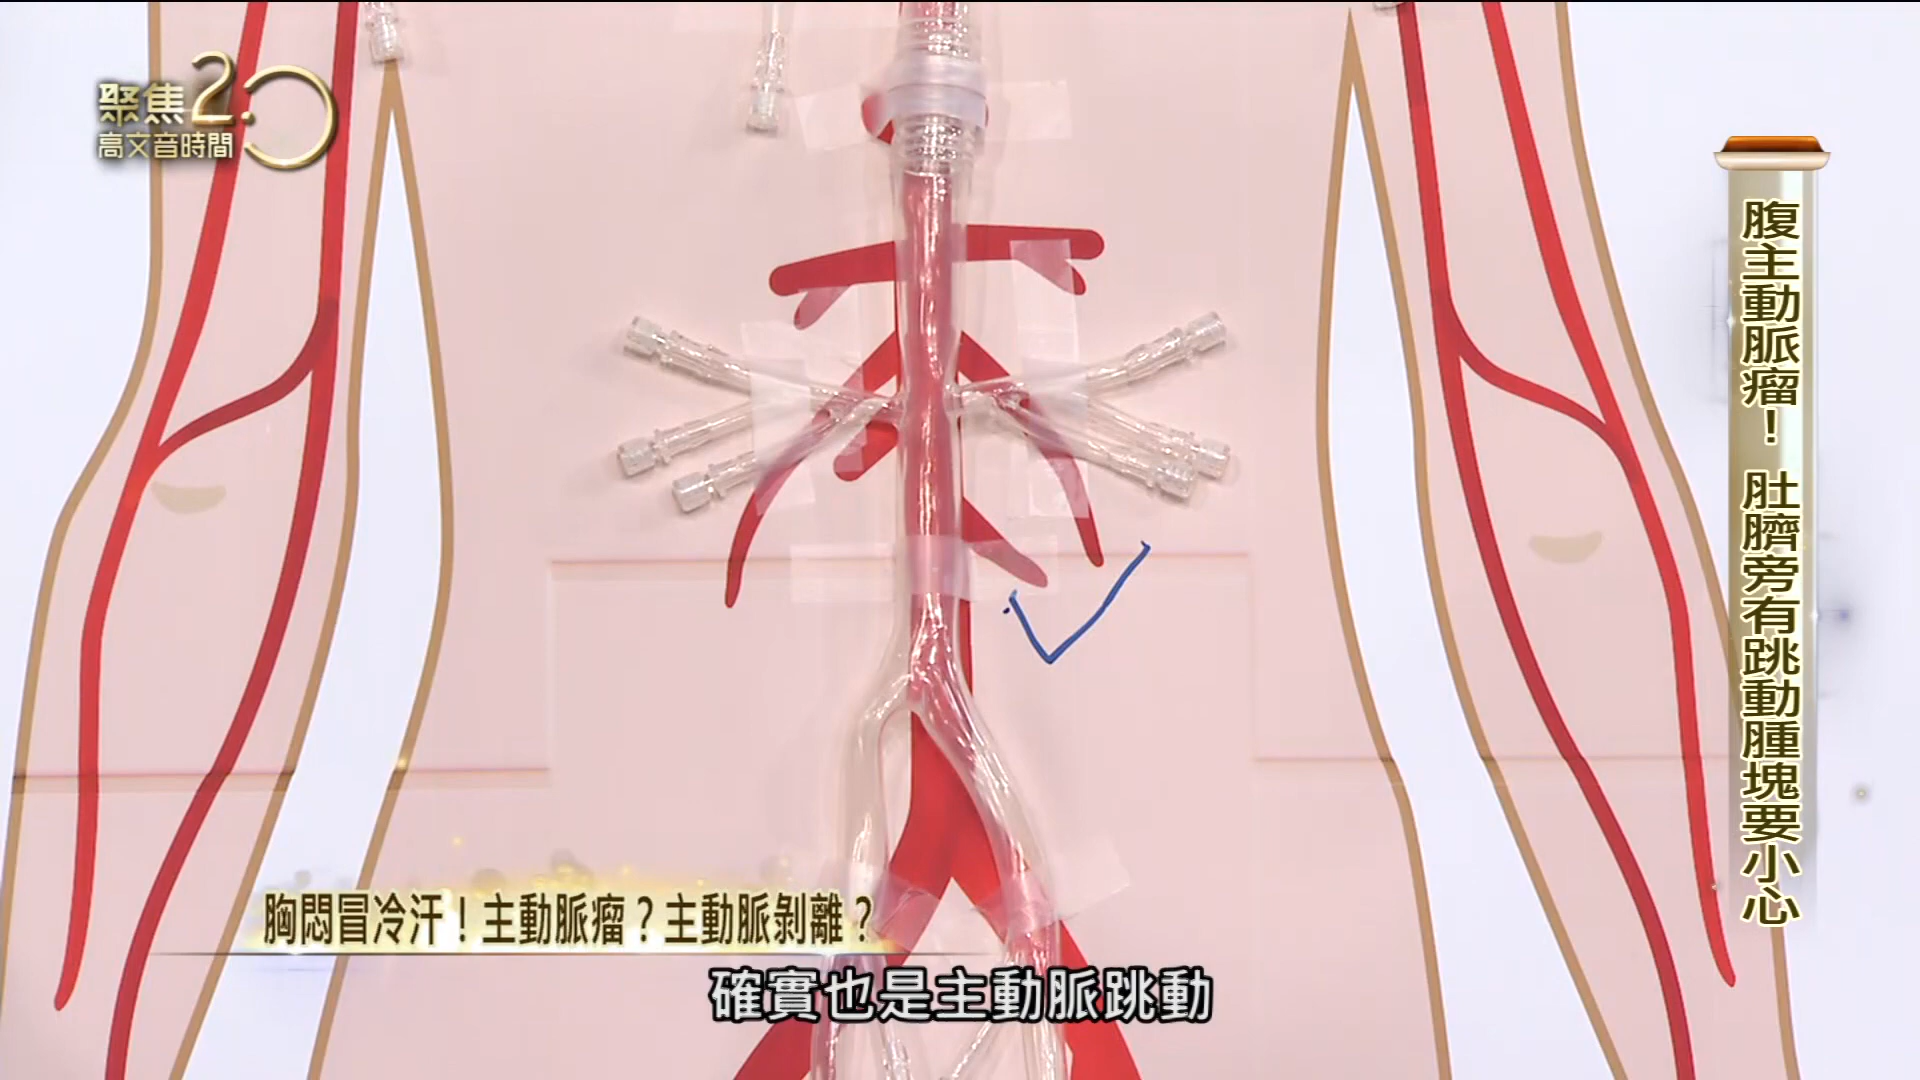 聚焦2.0
高文音時間
腹主動脈瘤！肚臍旁有跳動腫塊要小心
胸悶冒冷汗！主動脈瘤？主動脈剝離？
確實也是主動脈跳動